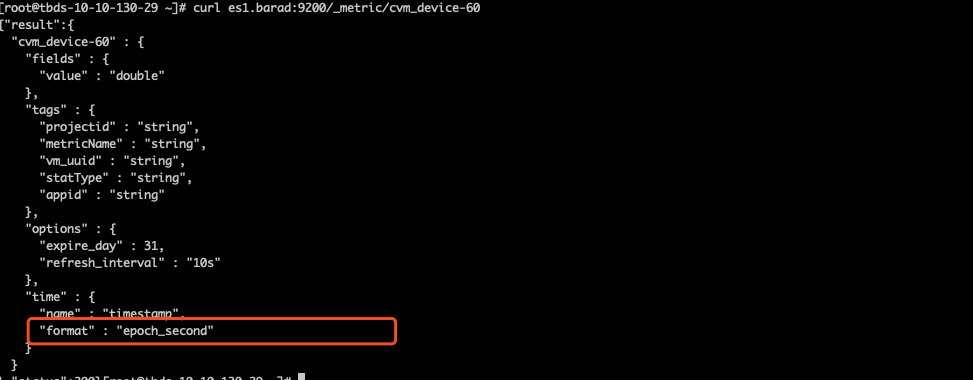 [root@tbds-10-10-130-29 ~]# curl es1.barad:9200/_metric/cvm_device-60
{"result":{
"cvm_device-60" : {
"fields" : {
"value" : "double"
},
"tags" : {
"projectid" : "string",
"metricName" : "string",
"vm_uuid" : "string",
"statType" : "string",
"appid" : "string"
},
"options" : {
"expire_day" : 31,
"refresh_interval" : "10s"
},
"time" : {
"name" : "timestamp",
"format" : "epoch_second"
}
}
"status":200}[root@tbds-10-10-130-29 ~]#